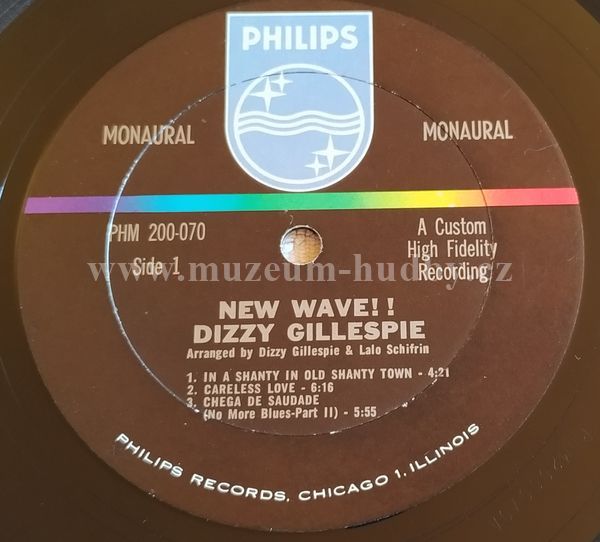 PHILIPS
MONAURAL
MONAURAL
PHM 200-070
Side 1
A Custom
High Fidelity
Recording
www.muzeum-hudby.cz
NEW WAVE!!
DIZZY GILLESPIE
Arranged by Dizzy Gillespie & Lalo Schifrin
1. IN A SHANTY IN OLD SHANTY TOWN - 4:21
2. CARELESS LOVE - 6:16
3. CHEGA DE SAUDADE
(No More Blues-Part II) - 5:55
PHILIPS RECORDS, CHICAGO 1, ILLINOIS